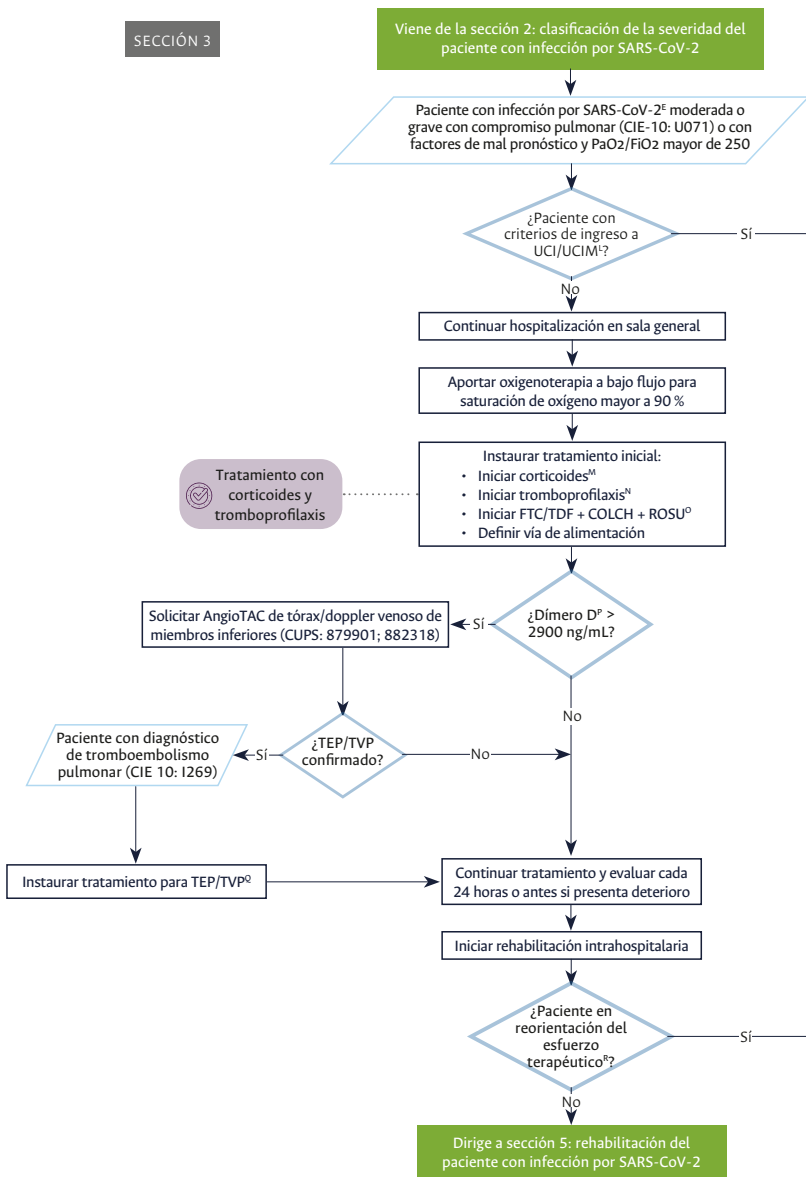 SECCIÓN 3
Viene de la sección 2: clasificación de la severidad del
paciente con infección por SARS-CoV-2
Paciente con infección por SARS-CoV-2ᴱ moderada o
grave con compromiso pulmonar (CIE-10: U071) o con
factores de mal pronóstico y PaO2/FiO2 mayor de 250
¿Paciente con
criterios de ingreso a
UCI/UCIMᴸ?
Sí
No
Continuar hospitalización en sala general
Aportar oxigenoterapia a bajo flujo para
saturación de oxígeno mayor a 90 %
Tratamiento con
corticoides y
tromboprofilaxis
Instaurar tratamiento inicial:
• Iniciar corticoidesᴹ
• Iniciar tromboprofilaxisᴺ
• Iniciar FTC/TDF + COLCH + ROSUᴼ
• Definir vía de alimentación
¿Dímero Dᴾ >
2900 ng/mL?
Sí
Solicitar AngioTAC de tórax/doppler venoso de
miembros inferiores (CUPS: 879901; 882318)
No
¿TEP/TVP
confirmado?
Sí
No
Paciente con diagnóstico
de tromboembolismo
pulmonar (CIE 10: I269)
Instaurar tratamiento para TEP/TVPQ
Continuar tratamiento y evaluar cada
24 horas o antes si presenta deterioro
Iniciar rehabilitación intrahospitalaria
¿Paciente en
reorientación del
esfuerzo
terapéuticoᴿ?
Sí
No
Dirige a sección 5: rehabilitación del
paciente con infección por SARS-CoV-2